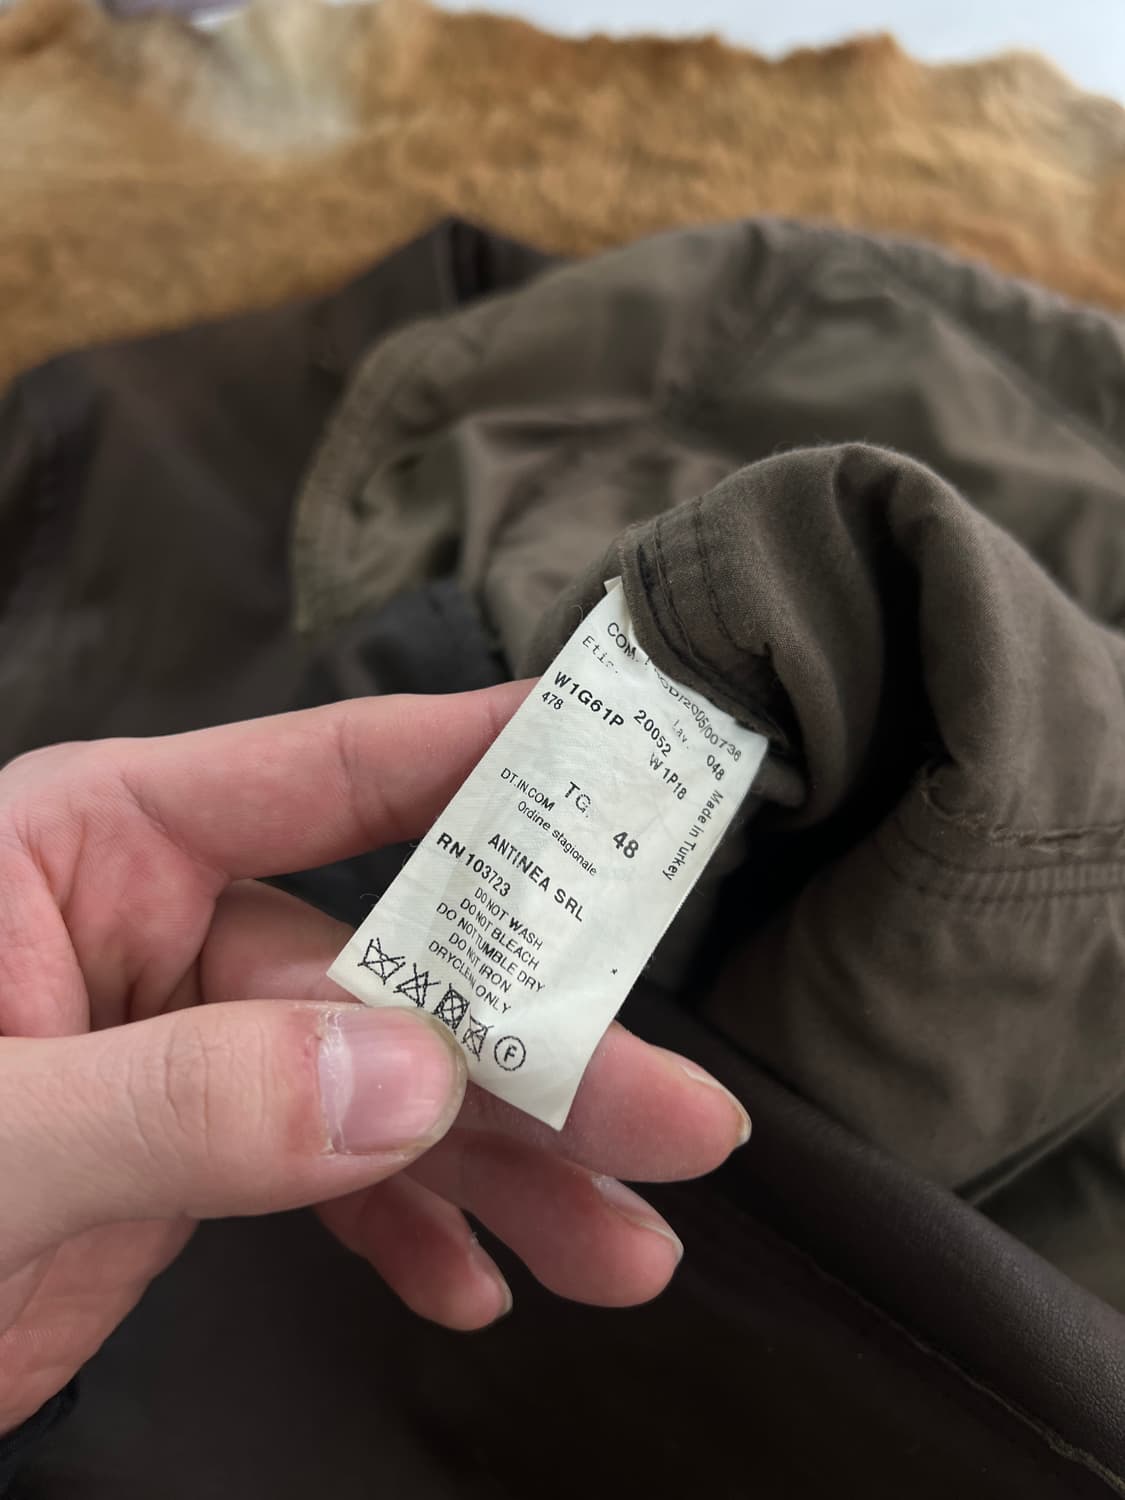 COM.
W1G61P 20052 Lav. 048
478 W1P18
Made in Turkey
TG. 48
DT.IN.COM
Ordine stagionale
ANTINEA SRL
RN 103723
DO NOT WASH
DO NOT BLEACH
DO NOT TUMBLE DRY
DO NOT IRON
DRYCLEAN ONLY
F